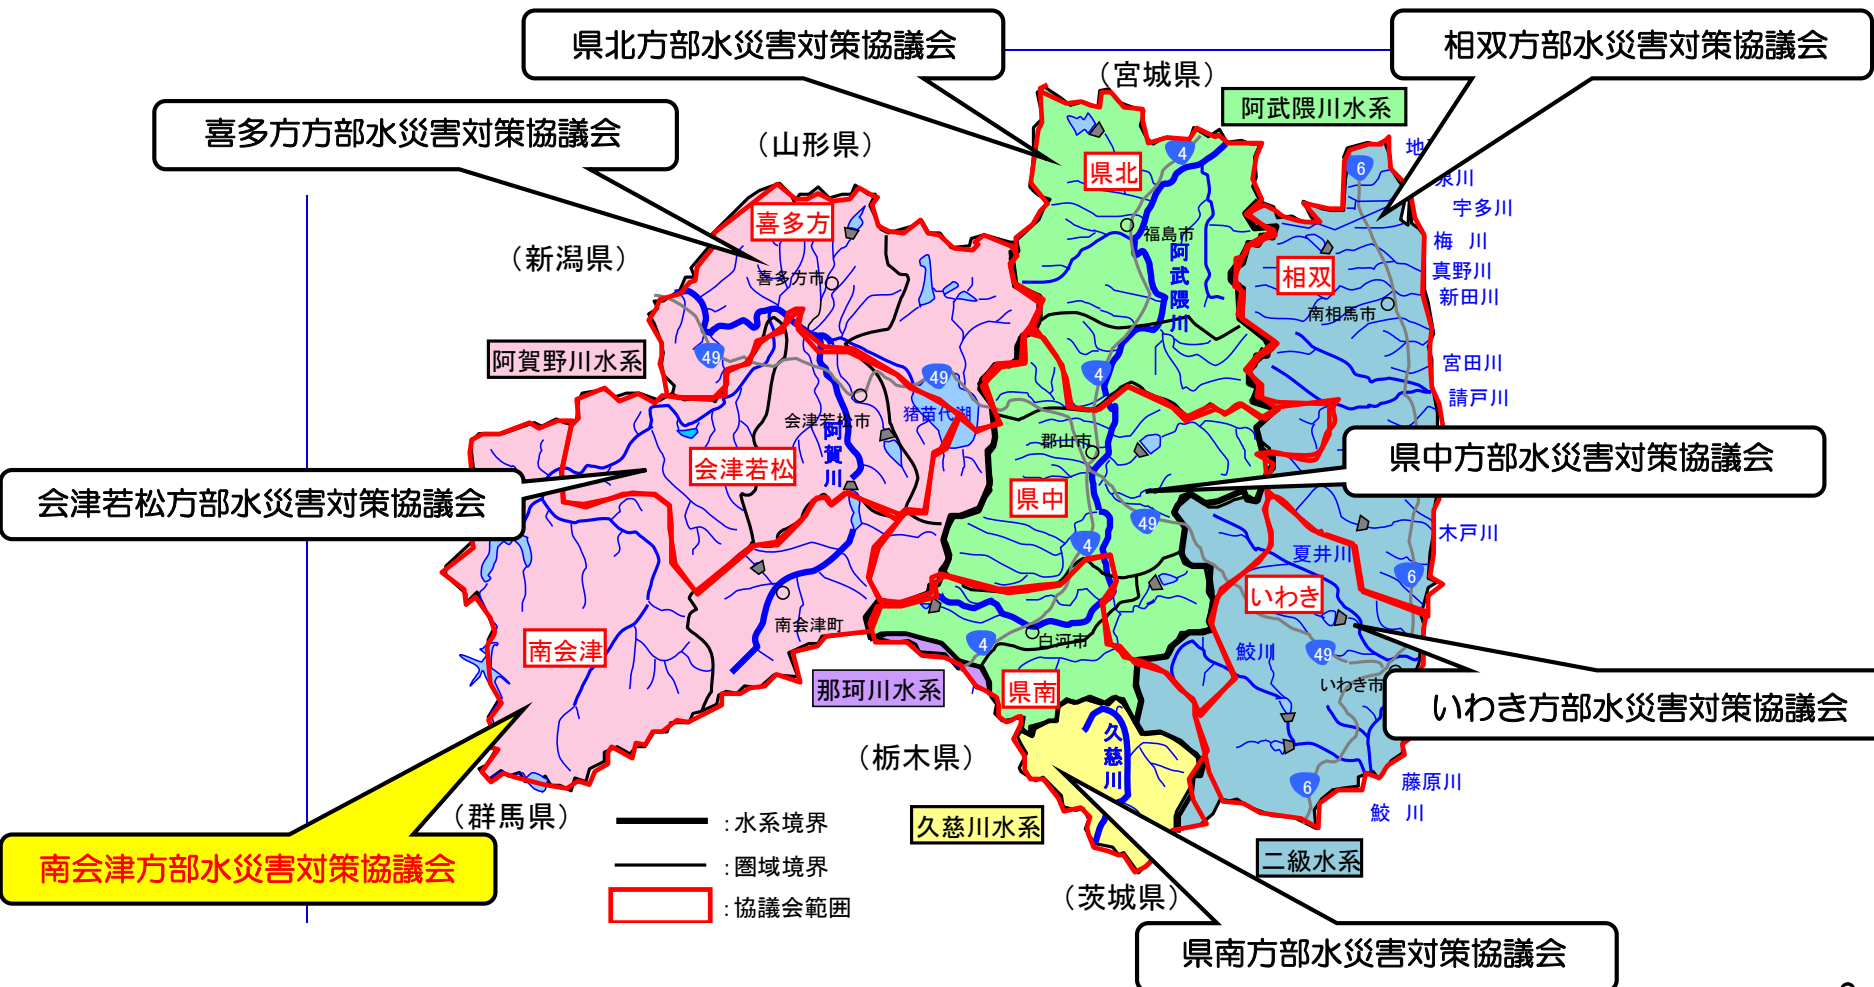 県北方部水災害対策協議会
相双方部水災害対策協議会
(宮城県)
阿武隈川水系
喜多方方部水災害対策協議会
(山形県)
地
4
県北
6
泉川
宇多川
喜多方
福島市
梅 川
(新潟県)
阿武隈川
真野川
相双
新田川
喜多方市
南相馬市
阿賀野川水系
49
49
4
宮田川
請戸川
猪苗代湖
会津若松市
阿賀川
郡山市
県中方部水災害対策協議会
会津若松
会津若松方部水災害対策協議会
県中
49
4
木戸川
夏井川
6
いわき
南会津町
南会津
白河市
4
鮫川
49
那珂川水系
県南
いわき市
いわき方部水災害対策協議会
久慈川
(栃木県)
6
藤原川
鮫 川
(群馬県)
久慈川水系
:水系境界
南会津方部水災害対策協議会
:圏域境界
二級水系
:協議会範囲
(茨城県)
県南方部水災害対策協議会